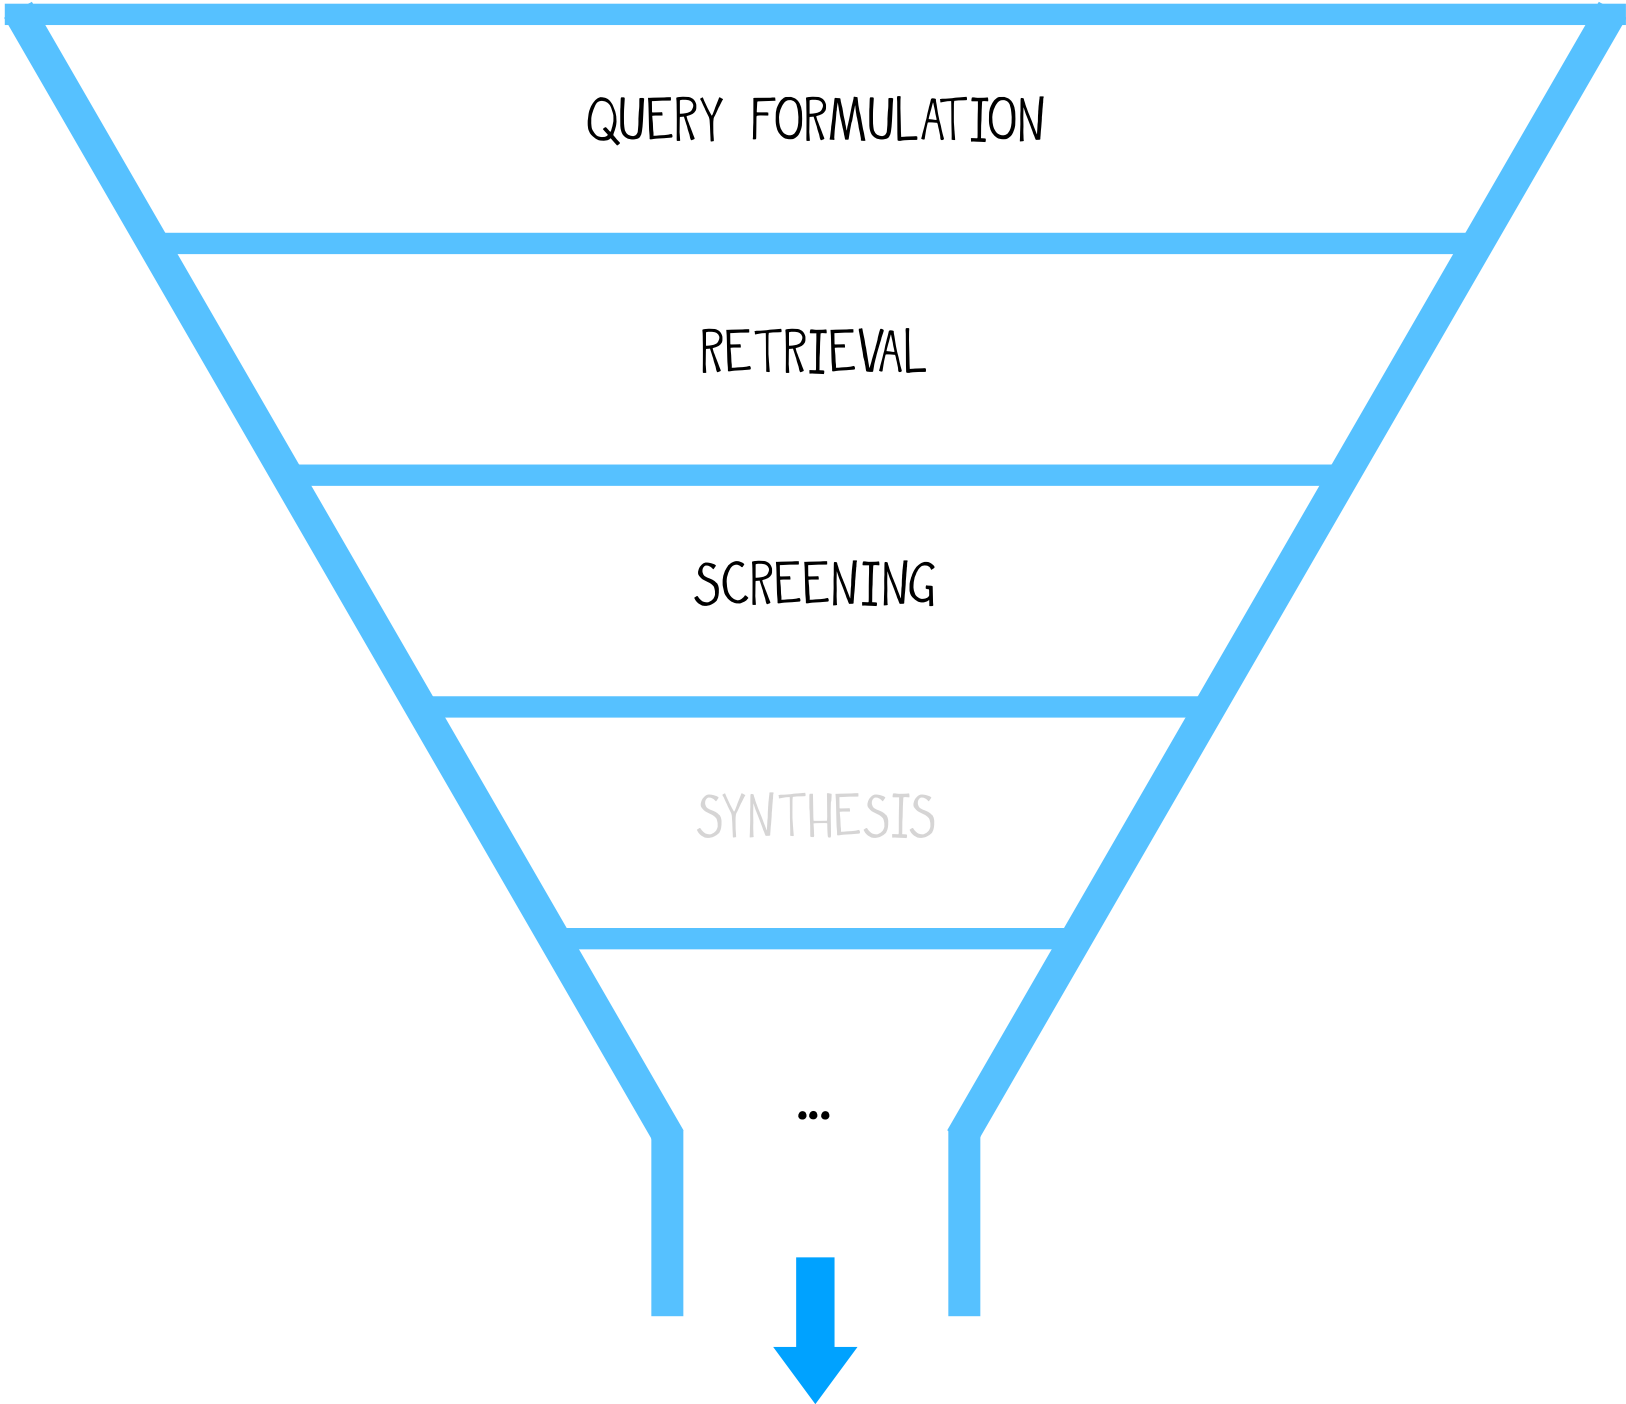 QUERY FORMULATION
RETRIEVAL
SCREENING
SYNTHESIS
...